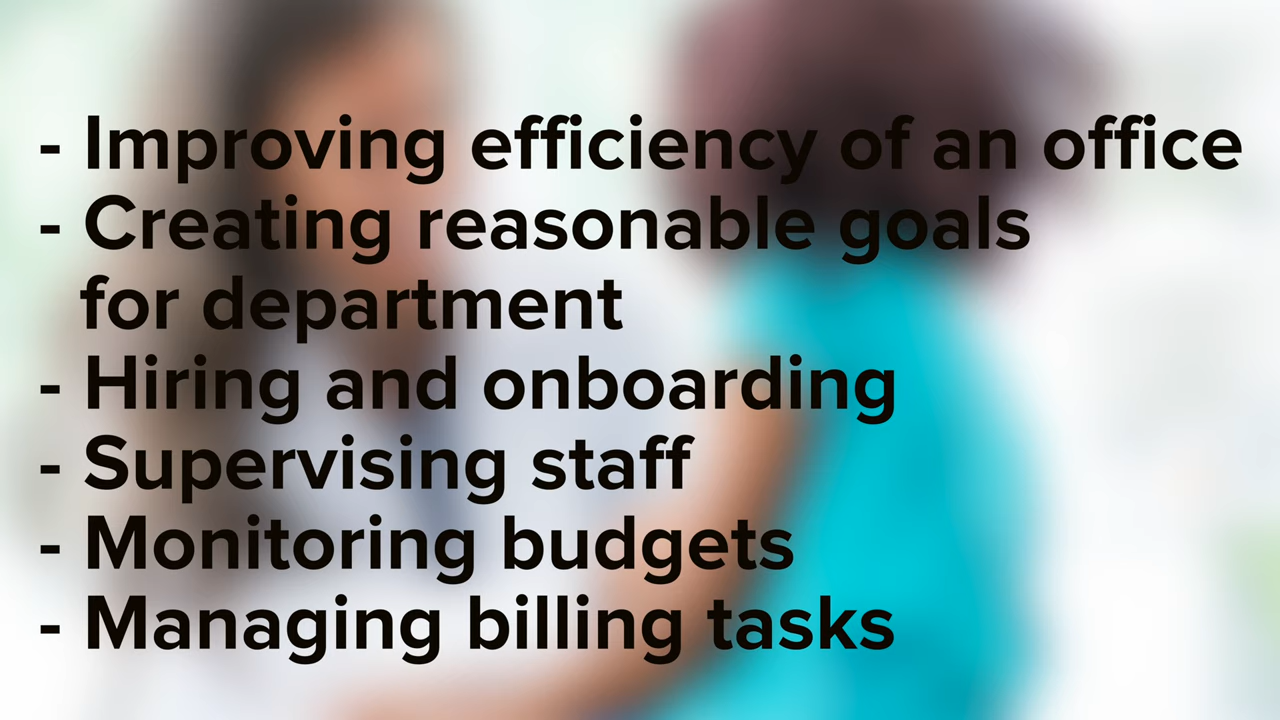 - Improving efficiency of an office
- Creating reasonable goals
for department
- Hiring and onboarding
- Supervising staff
- Monitoring budgets
- Managing billing tasks